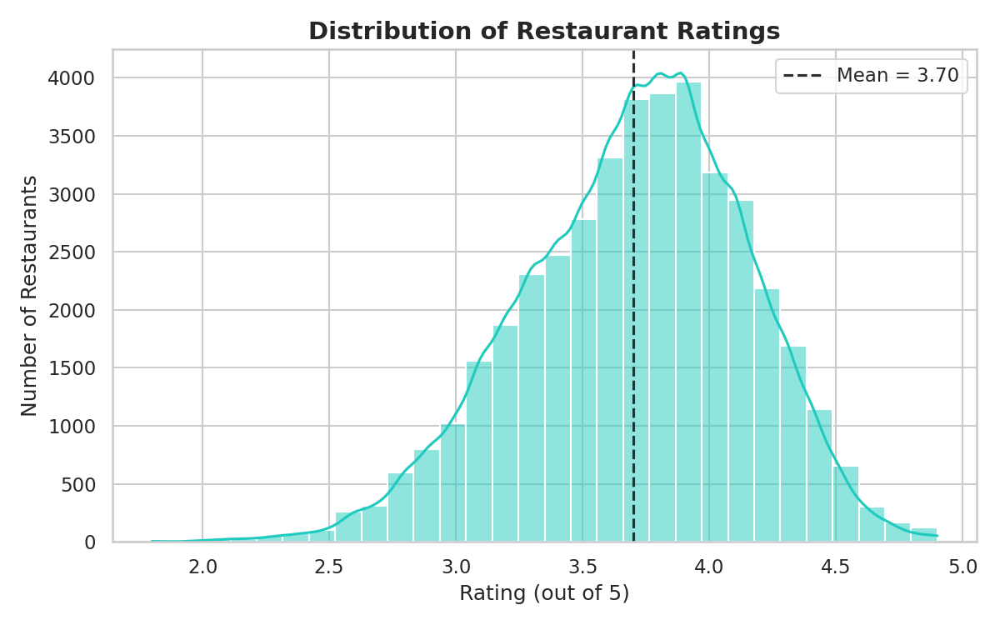 Distribution of Restaurant Ratings
Mean = 3.70
Number of Restaurants
4000
3500
3000
2500
2000
1500
1000
500
0
2.0 2.5 3.0 3.5 4.0 4.5 5.0
Rating (out of 5)